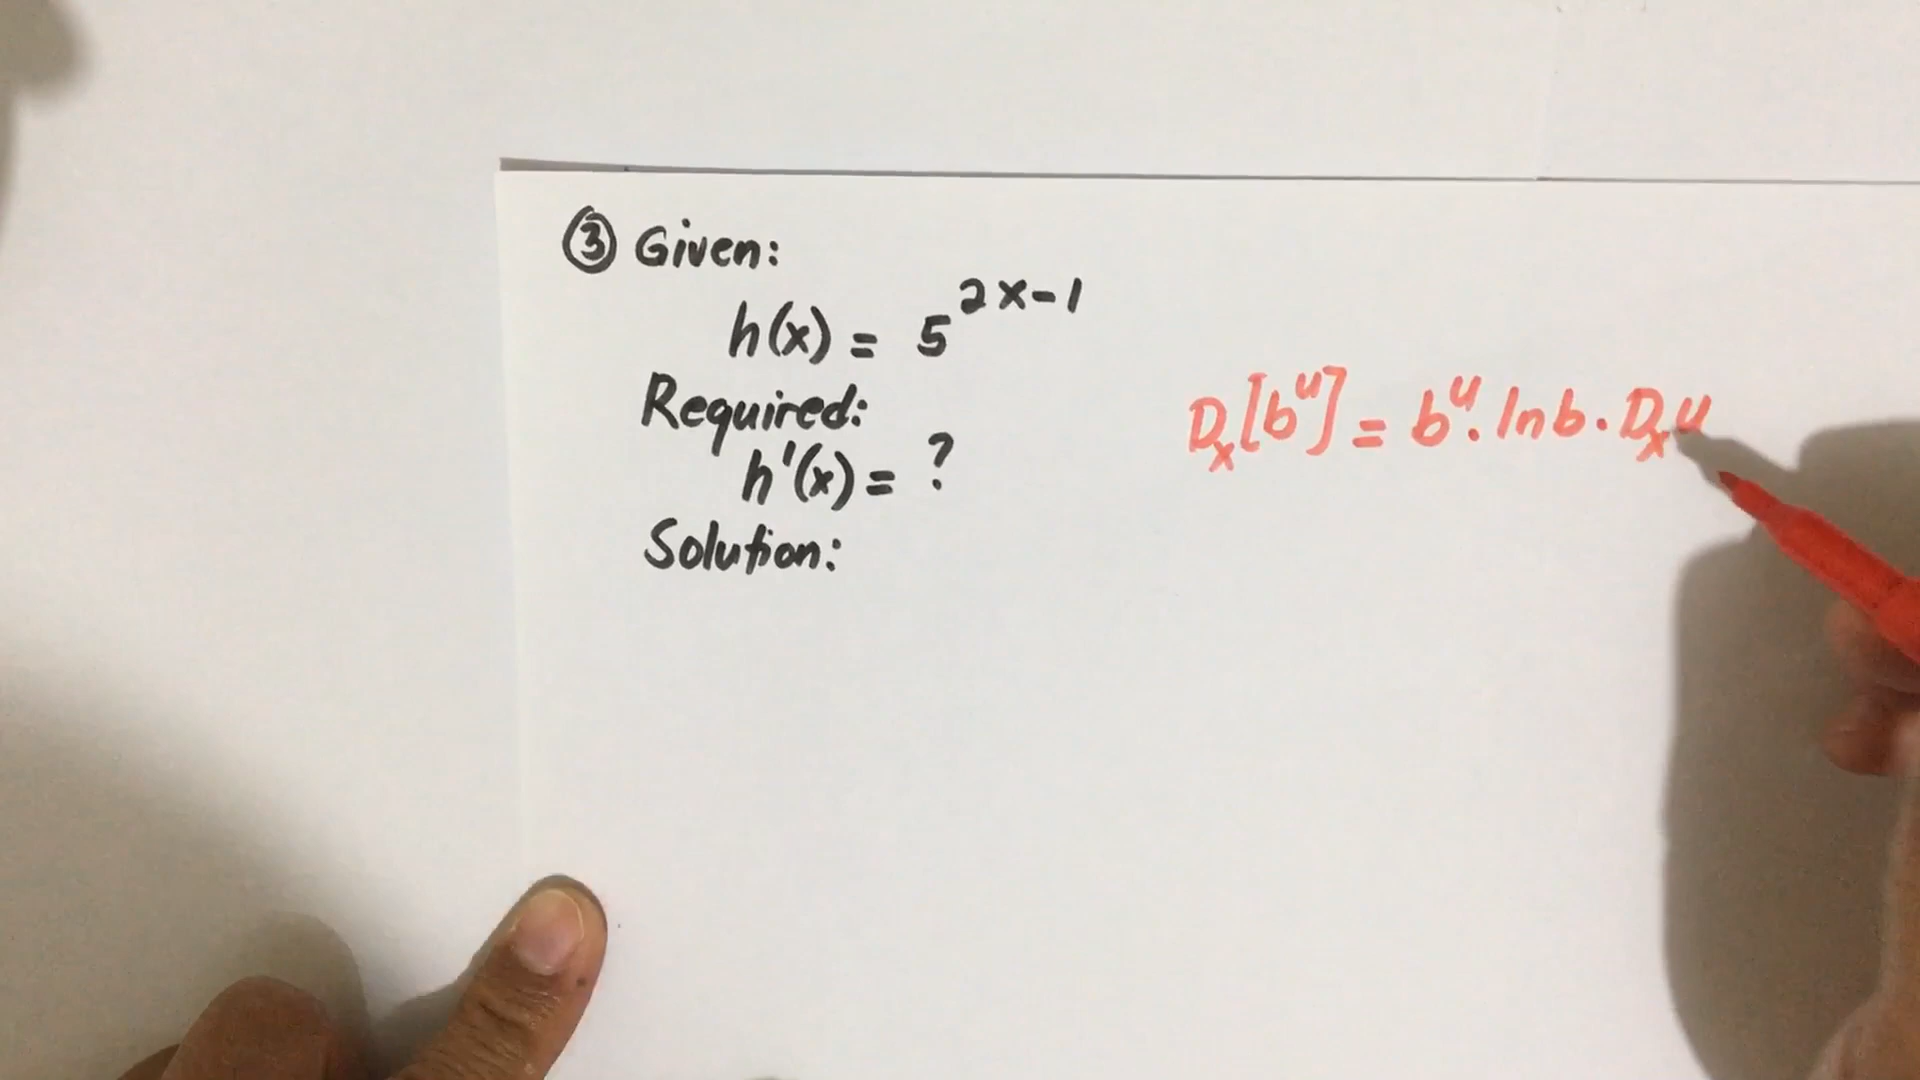 ③ Given:
h(x) = 5^{2x-1}
Required:
h'(x) = ?
Solution:
D_x[b^u] = b^u · ln b · D_x u